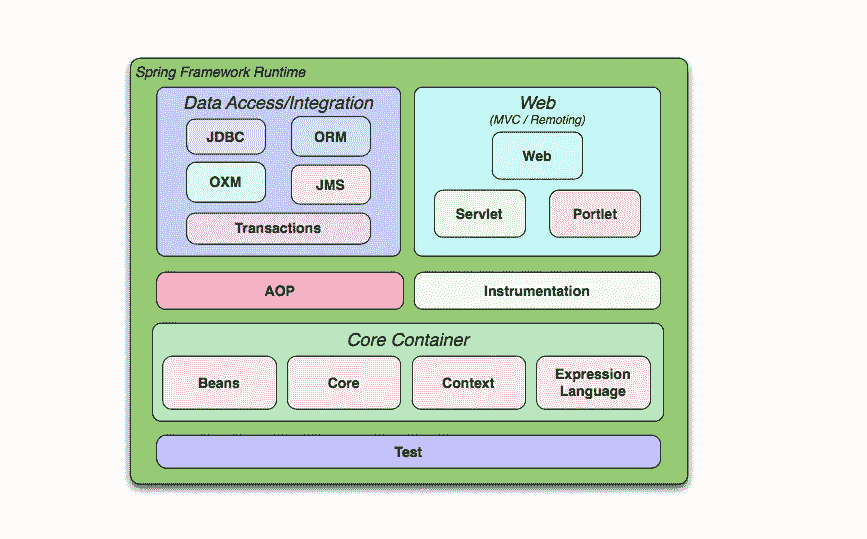 Spring Framework Runtime
Data Access/Integration
JDBC
ORM
OXM
JMS
Transactions
Web
(MVC / Remoting)
Web
Servlet
Portlet
AOP
Instrumentation
Core Container
Beans
Core
Context
Expression
Language
Test